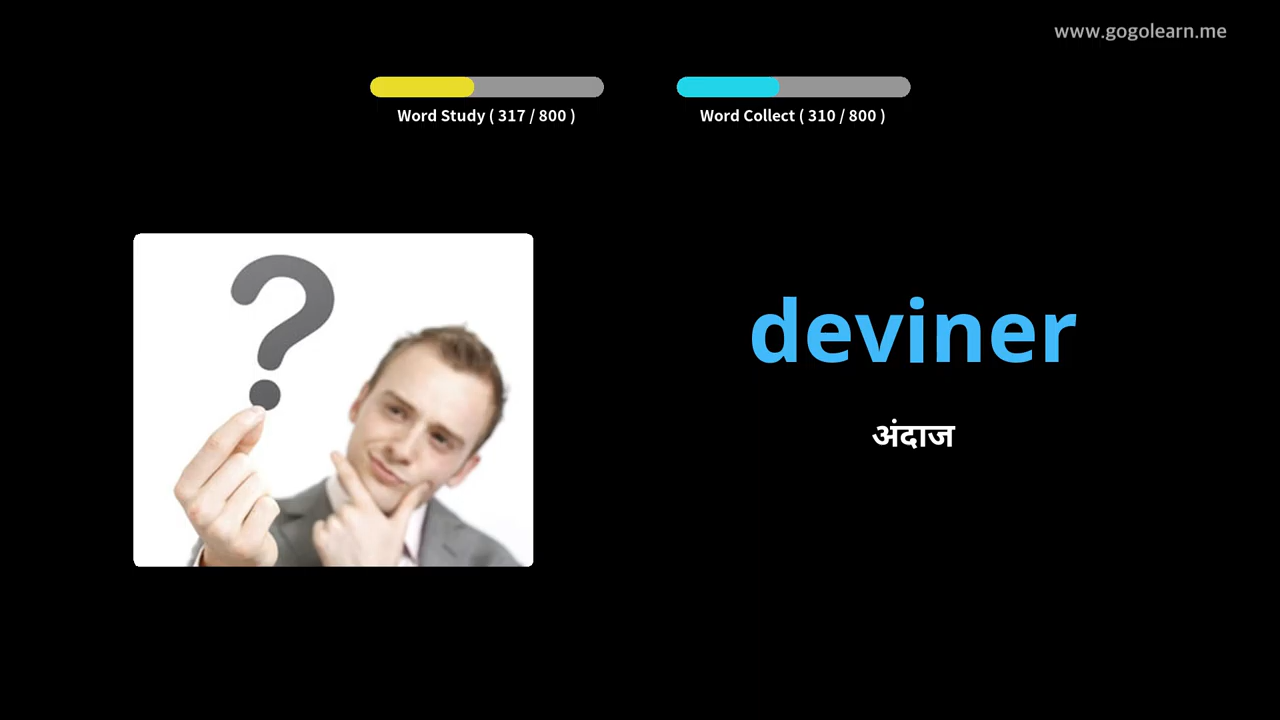 www.gogolearn.me
Word Study ( 317 / 800 )
Word Collect ( 310 / 800 )
deviner
अंदाज